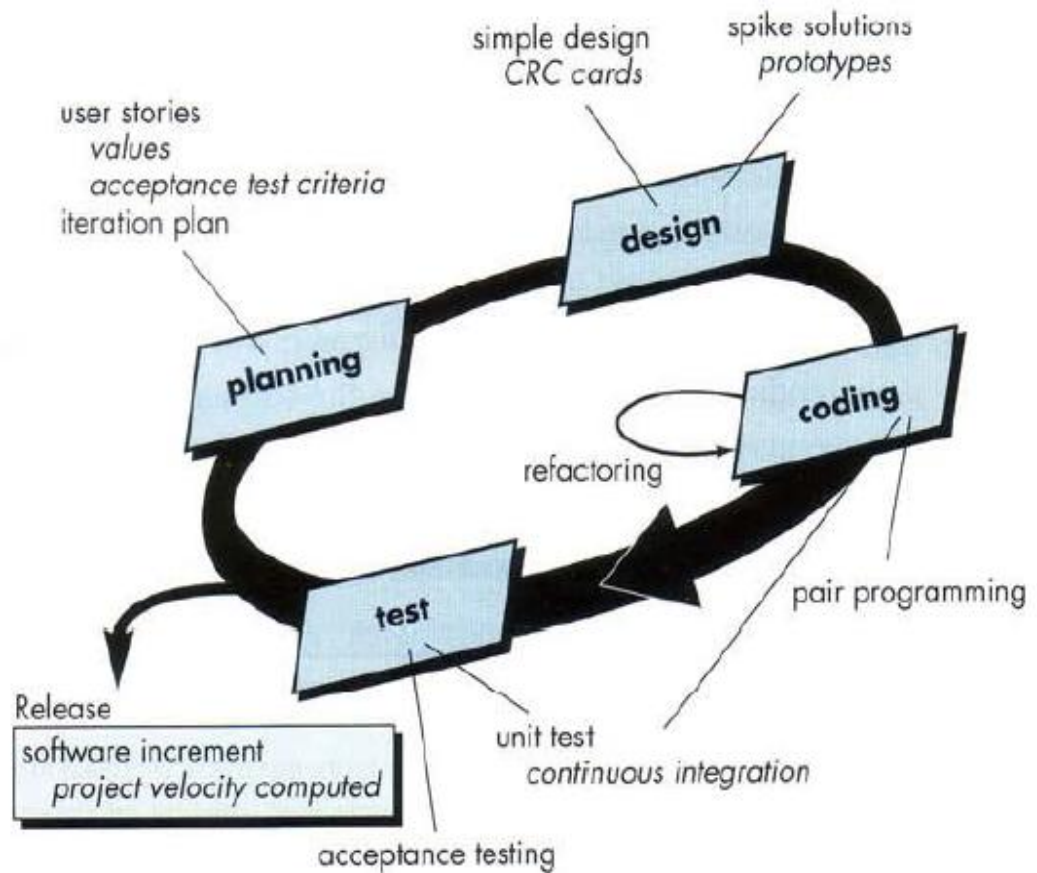 simple design
CRC cards
spike solutions
prototypes
user stories
values
acceptance test criteria
iteration plan
design
planning
coding
refactoring
test
pair programming
Release
software increment
project velocity computed
unit test
continuous integration
acceptance testing